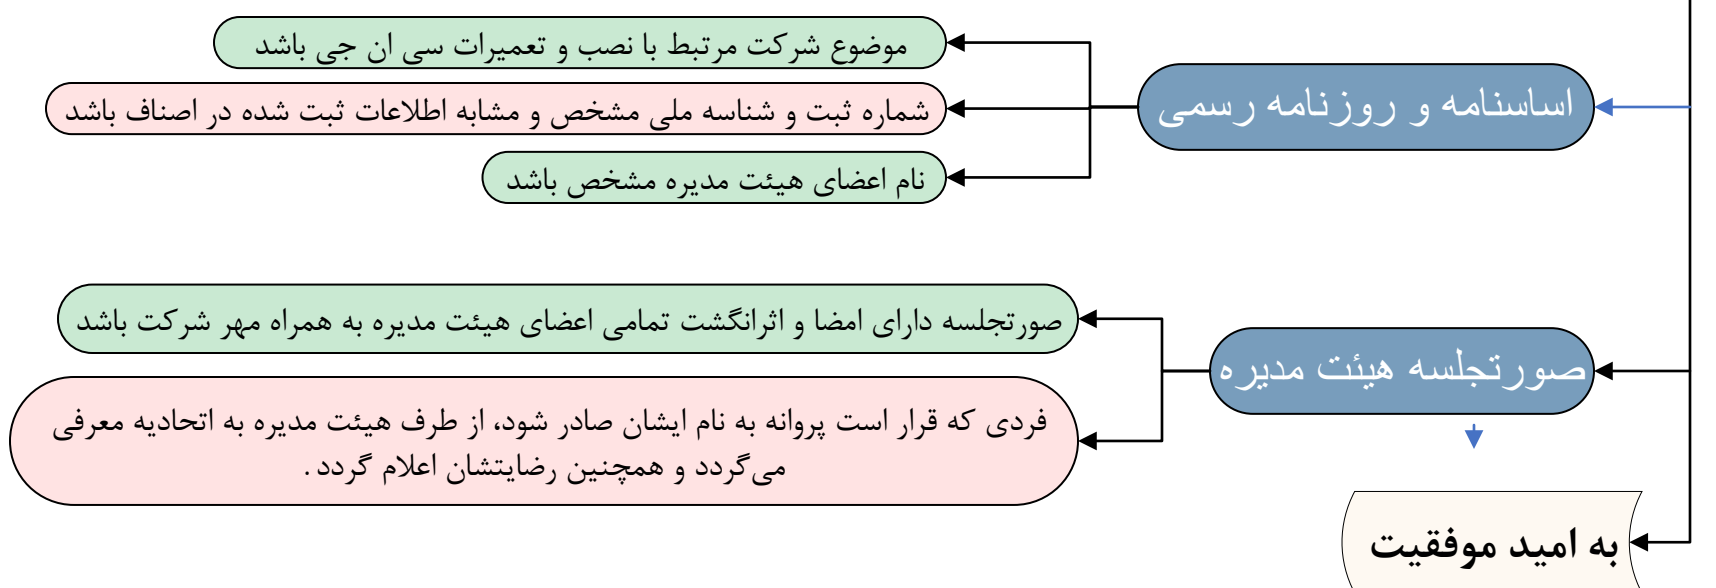 اساسنامه و روزنامه رسمی
موضوع شرکت مرتبط با نصب و تعمیرات سی ان جی باشد
شماره ثبت و شناسه ملی مشخص و مشابه اطلاعات ثبت شده در اصناف باشد
نام اعضای هیئت مدیره مشخص باشد
صورتجلسه هیئت مدیره
صورتجلسه دارای امضا و اثرانگشت تمامی اعضای هیئت مدیره به همراه مهر شرکت باشد
فردی که قرار است پروانه به نام ایشان صادر شود، از طرف هیئت مدیره به اتحادیه معرفی
می‌گردد و همچنین رضایتشان اعلام گردد .
به امید موفقیت